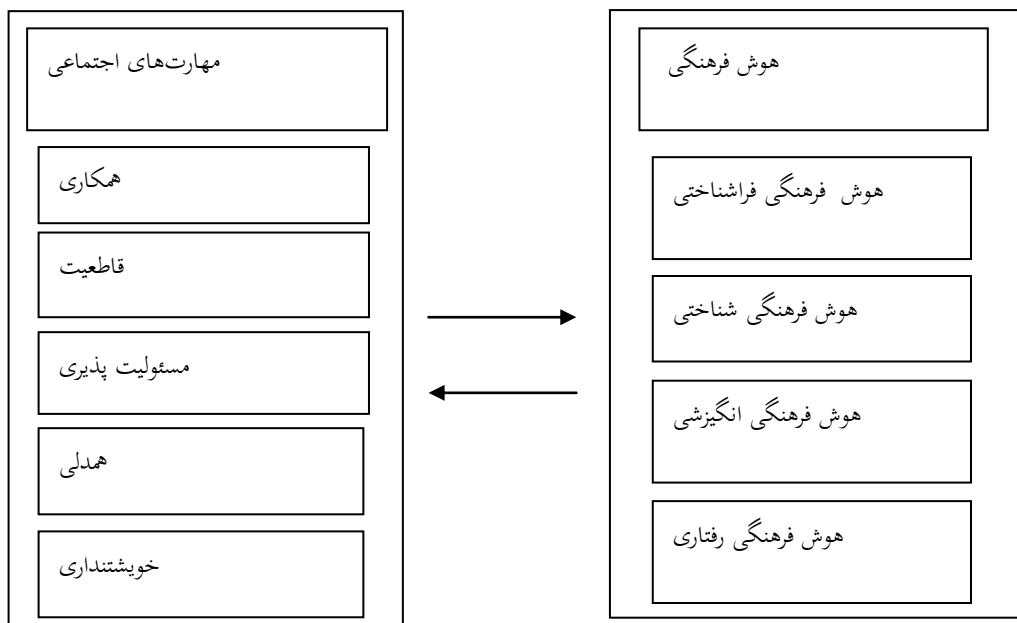 هوش فرهنگی
هوش فرهنگی فراشناختی
هوش فرهنگی شناختی
هوش فرهنگی انگیزشی
هوش فرهنگی رفتاری
مهارت‌های اجتماعی
همکاری
قاطعیت
مسئولیت پذیری
همدلی
خویشتنداری